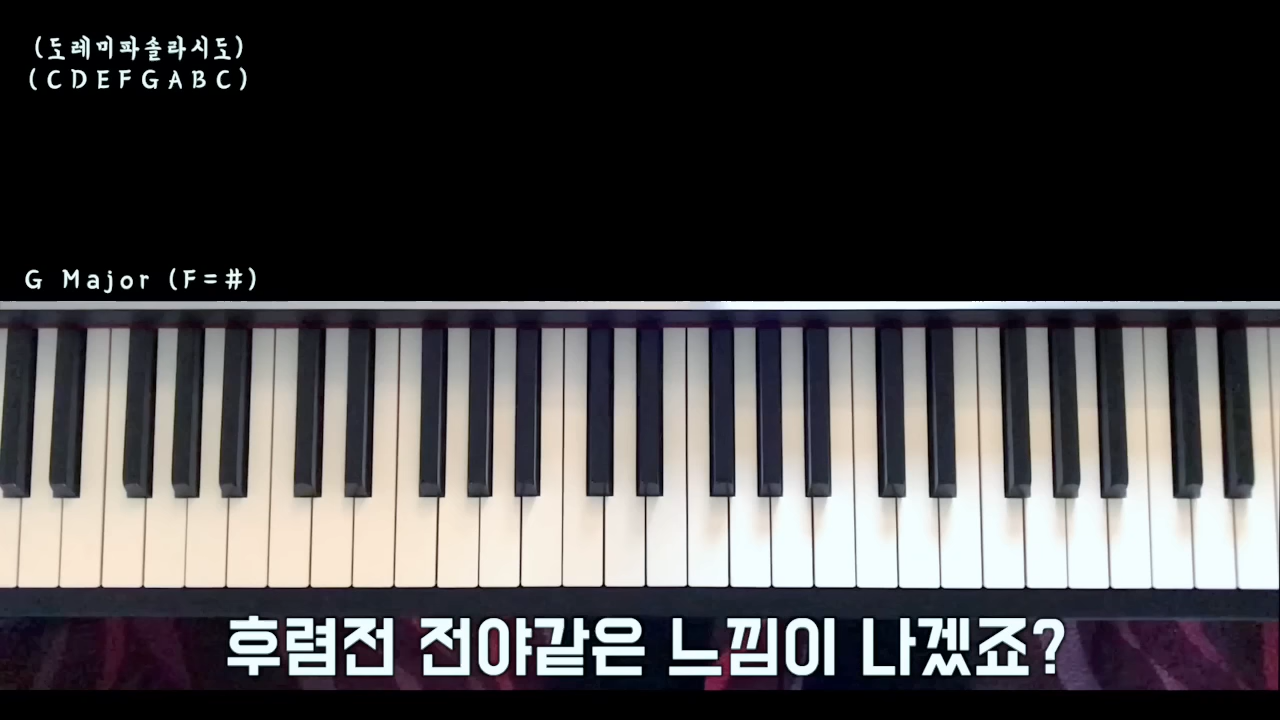 (도레미파솔라시도)
(CDEFGABC)
G Major (F=#)
후렴전 전야같은 느낌이 나겠죠?